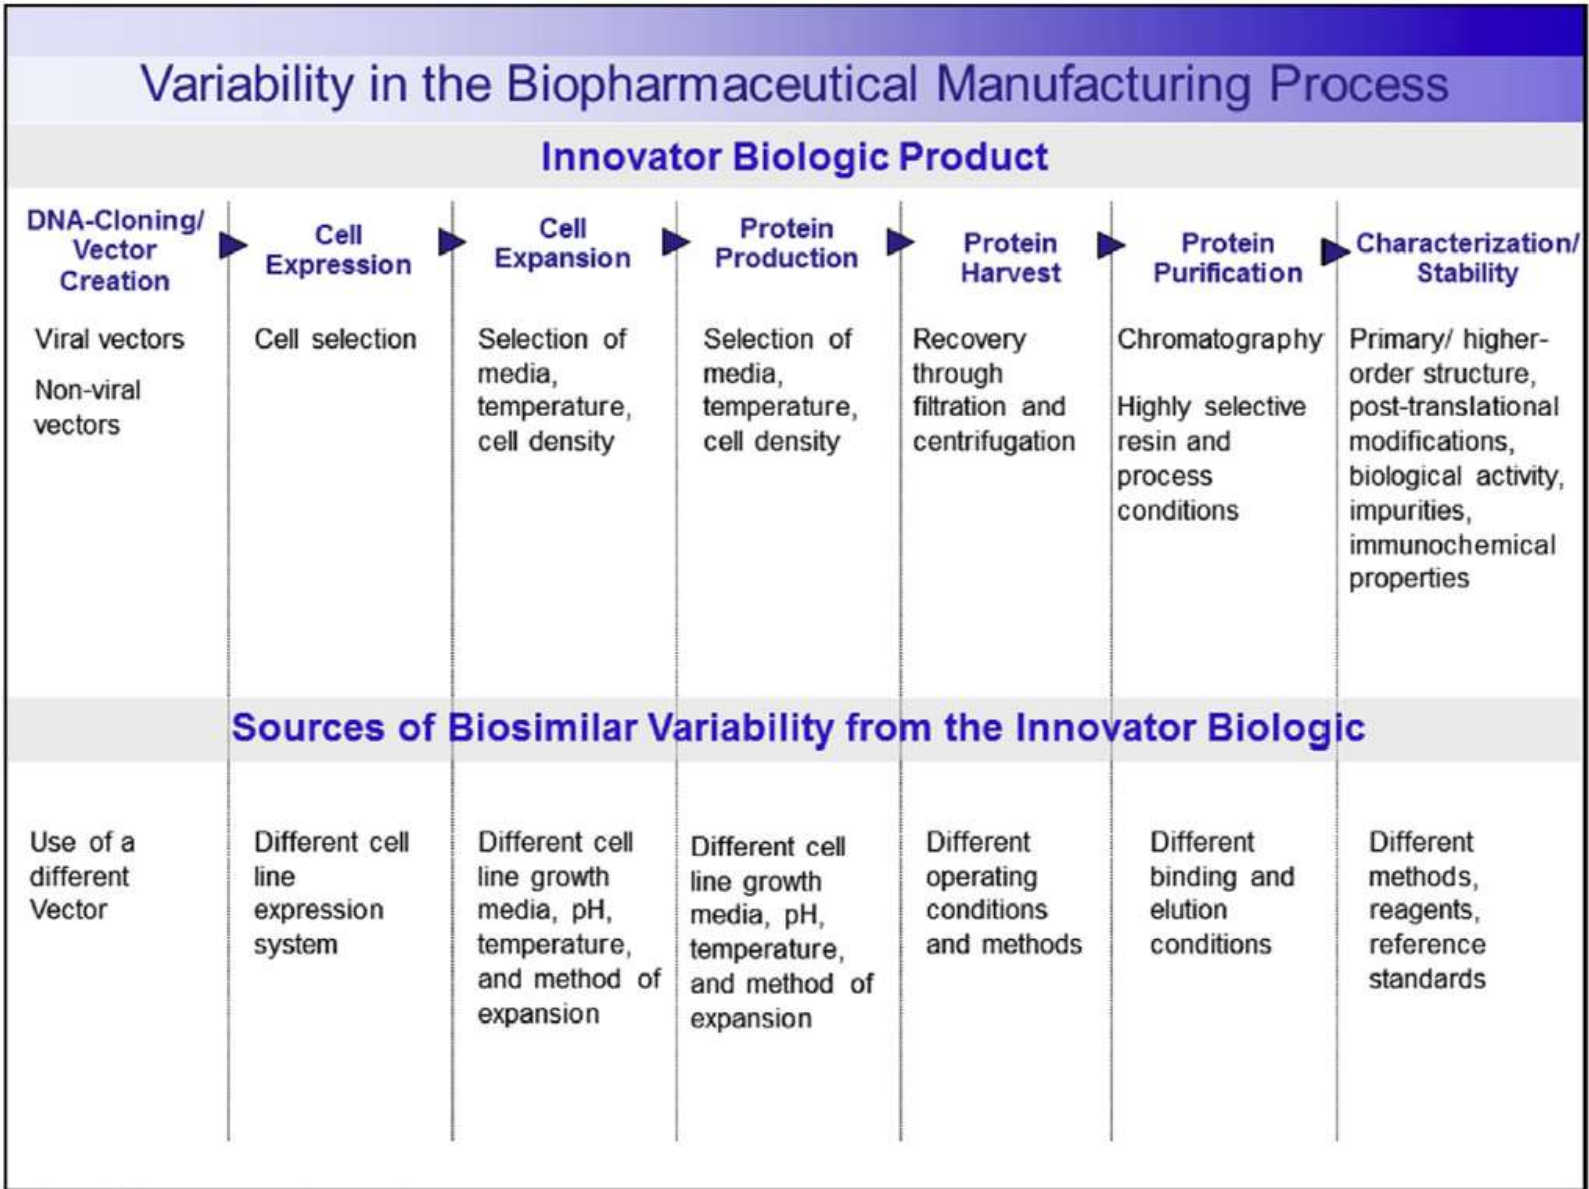 Variability in the Biopharmaceutical Manufacturing Process
Innovator Biologic Product
DNA-Cloning/
Vector
Creation
Cell
Expression
Cell
Expansion
Protein
Production
Protein
Harvest
Protein
Purification
Characterization/
Stability
Viral vectors
Non-viral
vectors
Cell selection
Selection of
media,
temperature,
cell density
Selection of
media,
temperature,
cell density
Recovery
through
filtration and
centrifugation
Chromatography
Highly selective
resin and
process
conditions
Primary/ higher-
order structure,
post-translational
modifications,
biological activity,
impurities,
immunochemical
properties
Sources of Biosimilar Variability from the Innovator Biologic
Use of a
different
Vector
Different cell
line
expression
system
Different cell
line growth
media, pH,
temperature,
and method of
expansion
Different cell
line growth
media, pH,
temperature,
and method of
expansion
Different
operating
conditions
and methods
Different
binding and
elution
conditions
Different
methods,
reagents,
reference
standards